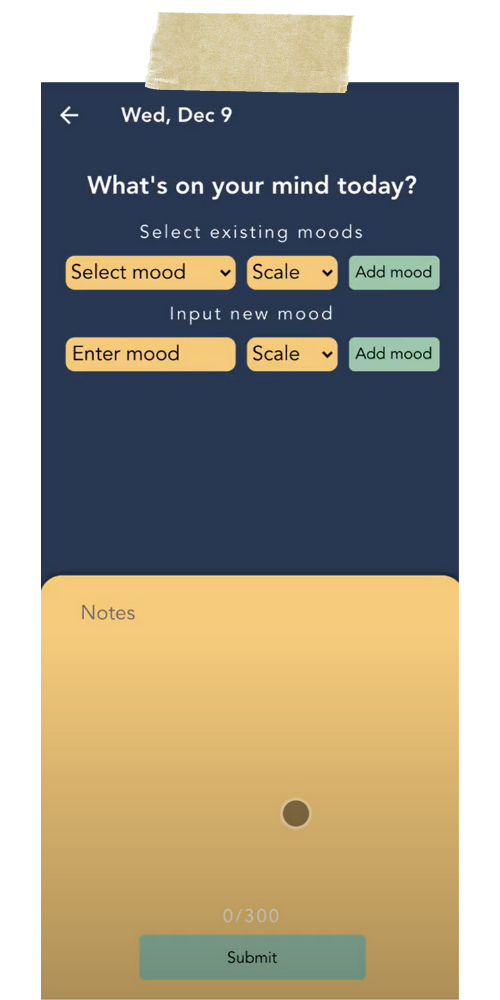 Wed, Dec 9
What's on your mind today?
Select existing moods
Select mood Scale Add mood
Input new mood
Enter mood Scale Add mood
Notes
0/300
Submit